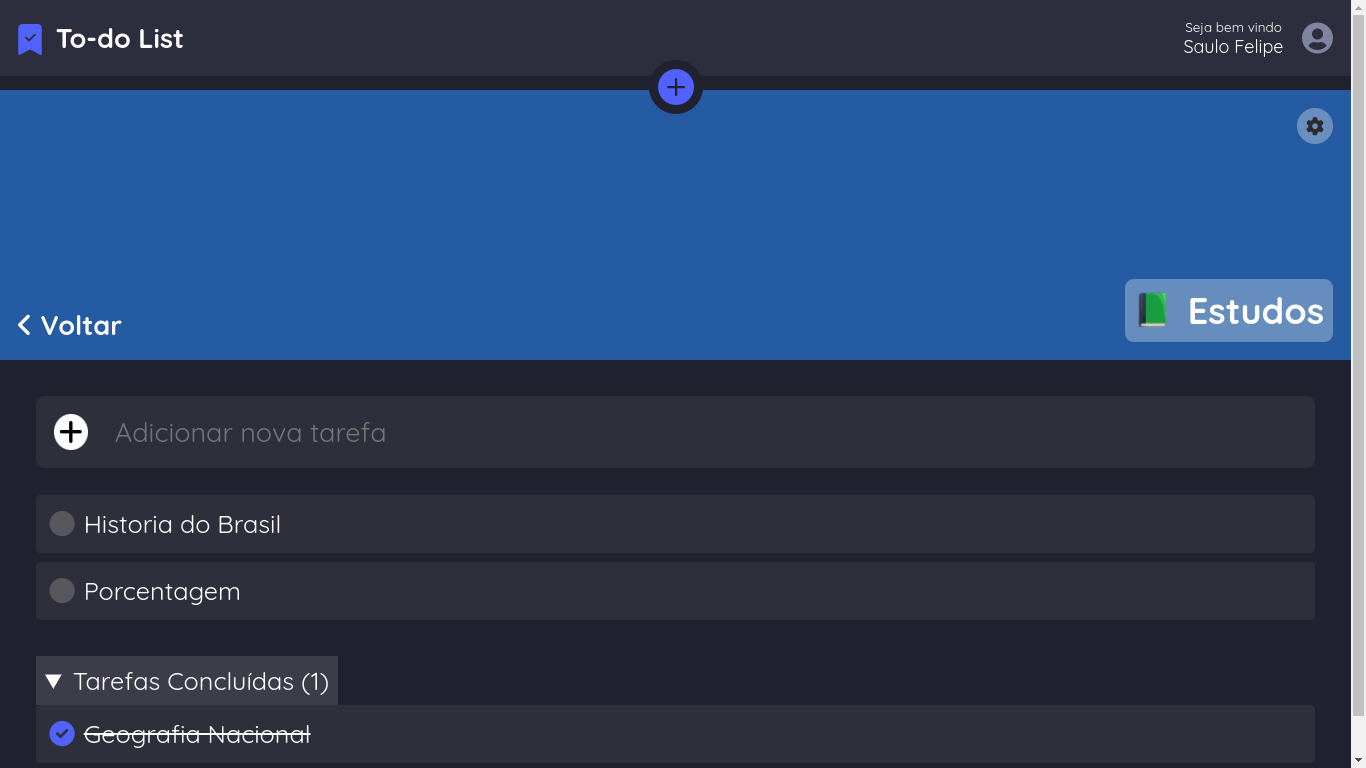 To-do List
Seja bem vindo
Saulo Felipe
Voltar
Estudos
Adicionar nova tarefa
Historia do Brasil
Porcentagem
Tarefas Concluídas (1)
Geografia Nacional